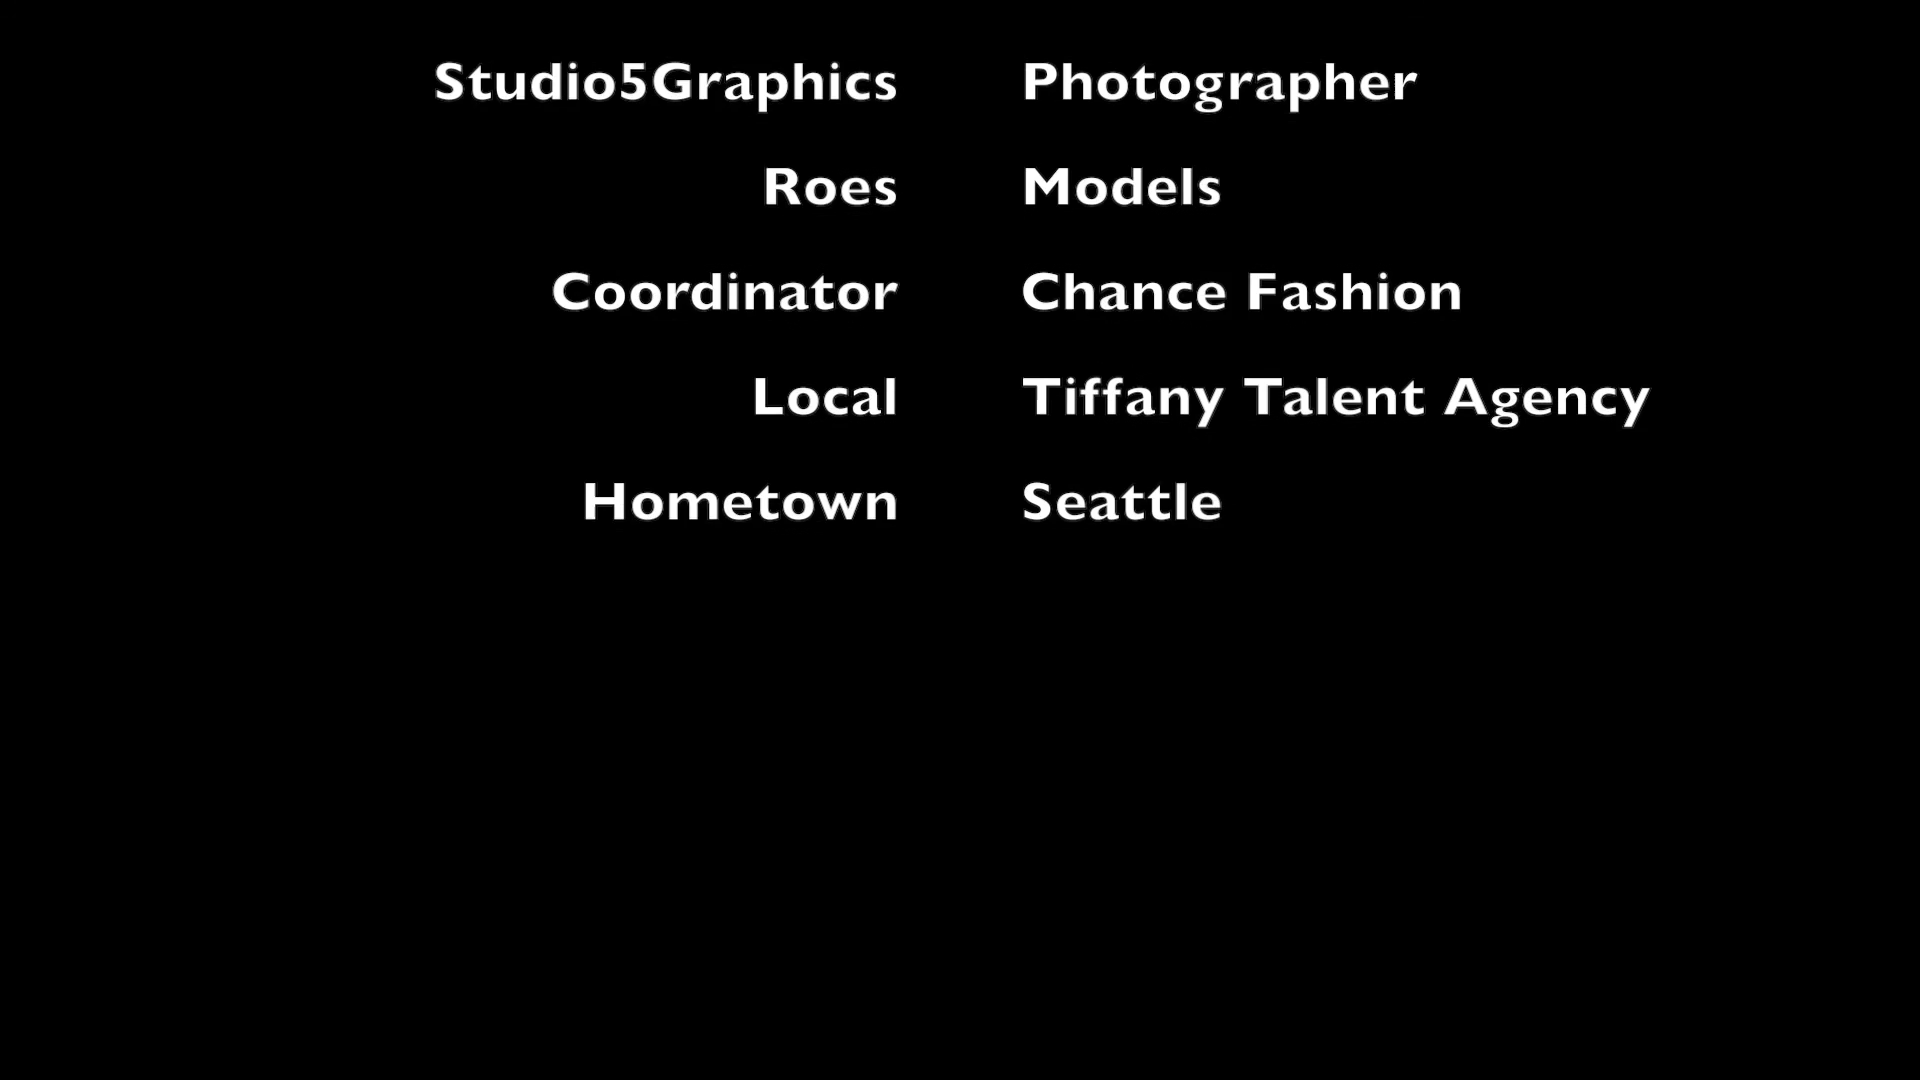 Studio5Graphics Photographer
Roes Models
Coordinator Chance Fashion
Local Tiffany Talent Agency
Hometown Seattle